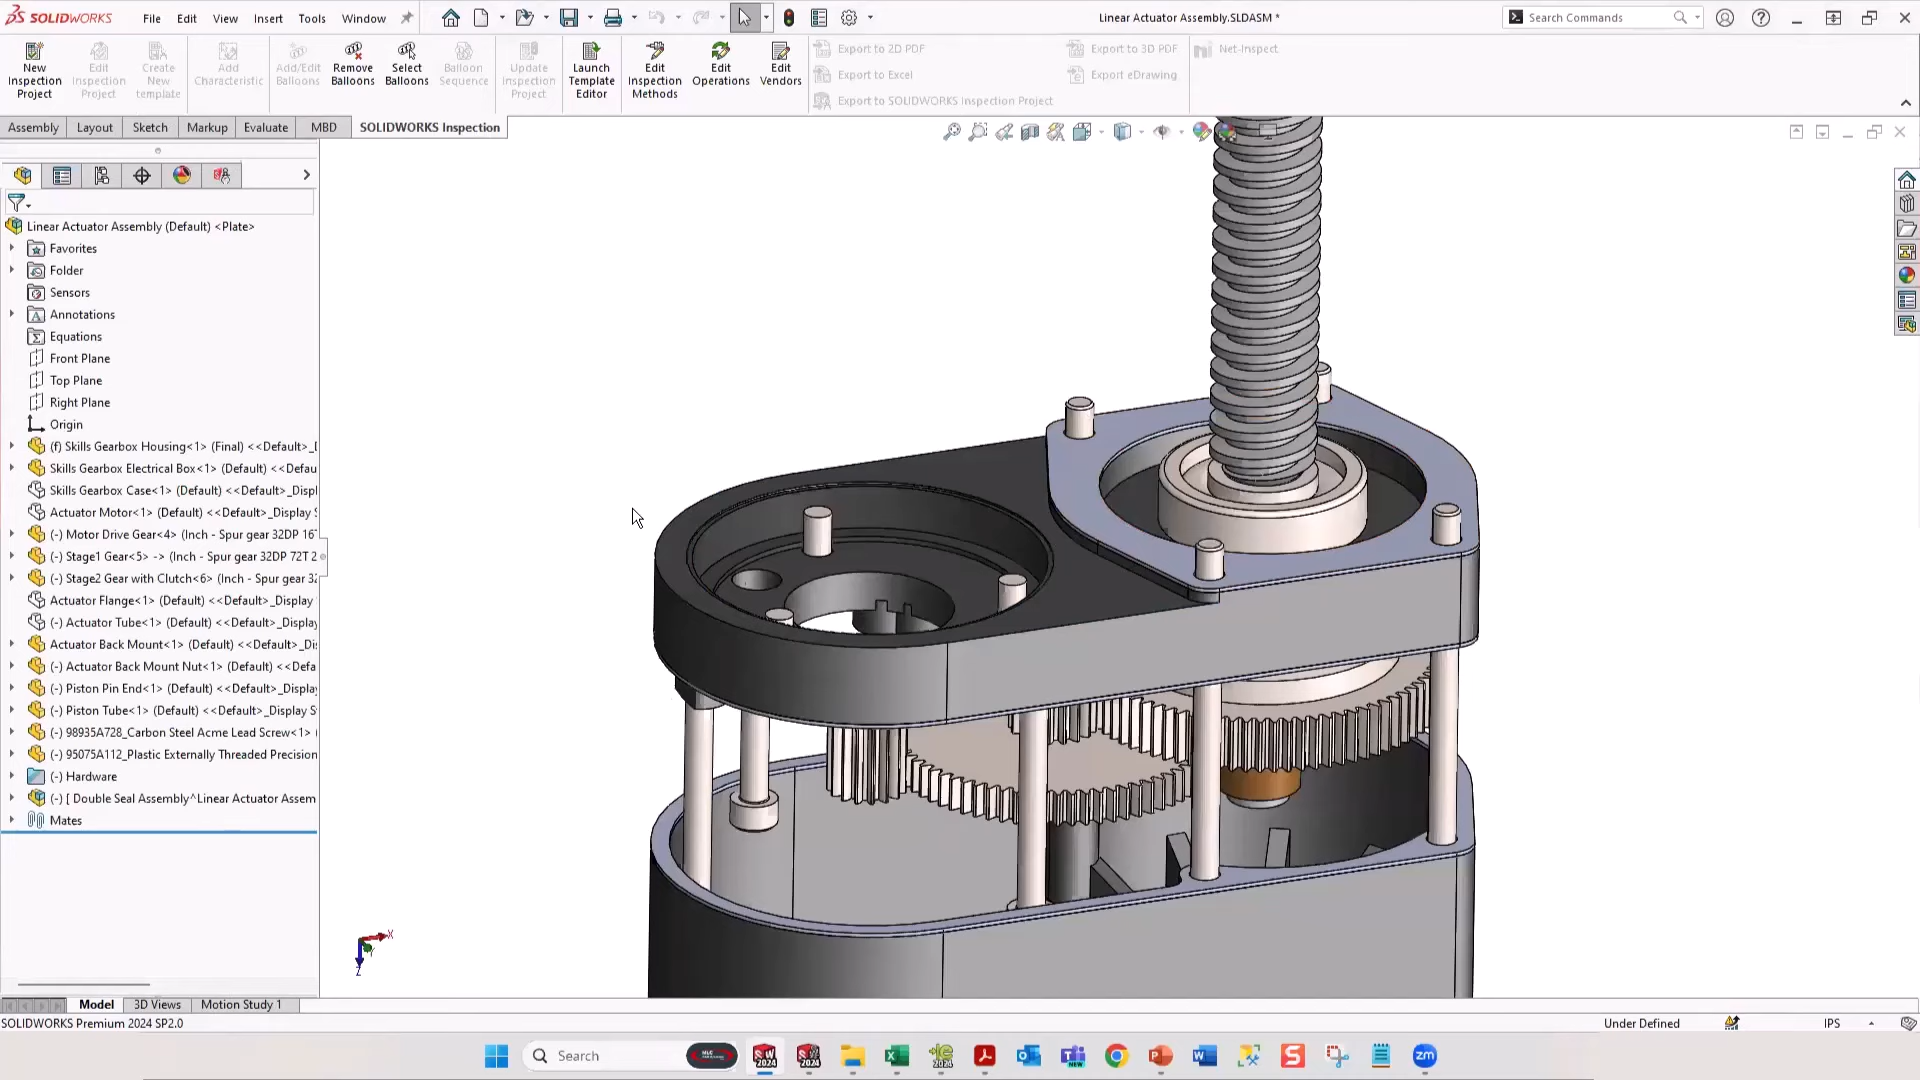 SOLIDWORKS File Edit View Insert Tools Window Linear Actuator Assembly.SLDASM * Search Commands
New Inspection Project
Edit Inspection Project
Create New template
Add Characteristic
Add/Edit Balloons
Remove Balloons
Select Balloons
Balloon Sequence
Update Inspection Project
Launch Template Editor
Edit Inspection Methods
Edit Operations
Edit Vendors
Export to 2D PDF
Export to Excel
Export to SOLIDWORKS Inspection Project
Export to 3D PDF
Export eDrawing
Net-Inspect
Assembly Layout Sketch Markup Evaluate MBD SOLIDWORKS Inspection
Linear Actuator Assembly (Default) <Plate>
Favorites
Folder
Sensors
Annotations
Equations
Front Plane
Top Plane
Right Plane
Origin
(f) Skills Gearbox Housing<1> (Final) <<Default>_
Skills Gearbox Electrical Box<1> (Default) <<Defau
Skills Gearbox Case<1> (Default) <<Default>_Displ
Actuator Motor<1> (Default) <<Default>_Display S
(-) Motor Drive Gear<4> (Inch - Spur gear 32DP 16
(-) Stage1 Gear<5> -> (Inch - Spur gear 32DP 72T 2
(-) Stage2 Gear with Clutch<6> (Inch - Spur gear 32
Actuator Flange<1> (Default) <<Default>_Display
(-) Actuator Tube<1> (Default) <<Default>_Display
Actuator Back Mount<1> (Default) <<Default>_Di
(-) Actuator Back Mount Nut<1> (Default) <<Defa
(-) Piston Pin End<1> (Default) <<Default>_Displa
(-) Piston Tube<1> (Default) <<Default>_Display S
(-) 98935A728_Carbon Steel Acme Lead Screw<1> (
(-) 95075A112_Plastic Externally Threaded Precision
(-) Hardware
(-) [ Double Seal Assembly^Linear Actuator Assem
Mates
X
Y
Z
Model 3D Views Motion Study 1
SOLIDWORKS Premium 2024 SP2.0 Under Defined IPS
Search